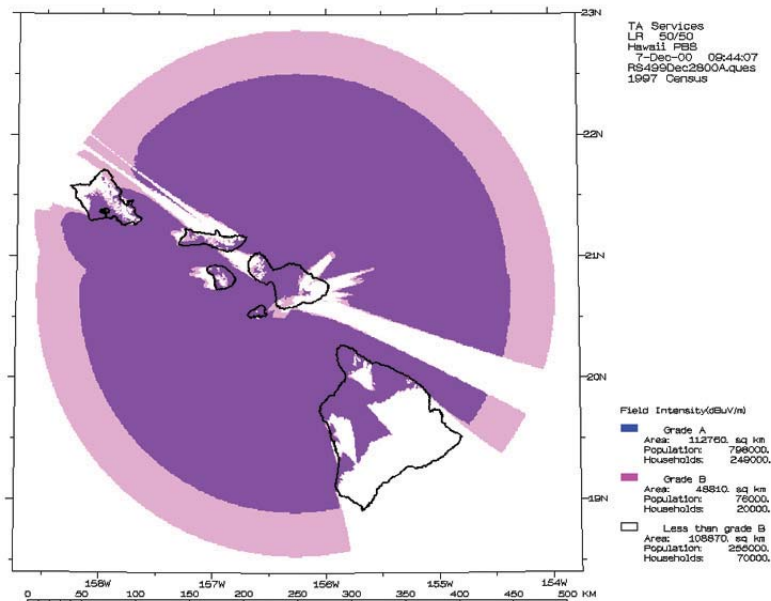 23N
22N
21N
20N
19N
158W 157W 156W 155W 154W
0 50 100 150 200 250 300 350 400 450 500 KM
TA Services
LR 50/50
Hawaii PBS
7-Dec-00 09:44:07
RS499Dec2800A.ques
1997 Census
Field Intensity(dBuV/m)
Grade A
Area: 112760. sq km
Population: 798000.
Households: 249000.
Grade B
Area: 48810. sq km
Population: 76000.
Households: 20000.
Less than grade B
Area: 108870. sq km
Population:
Households: 70000.